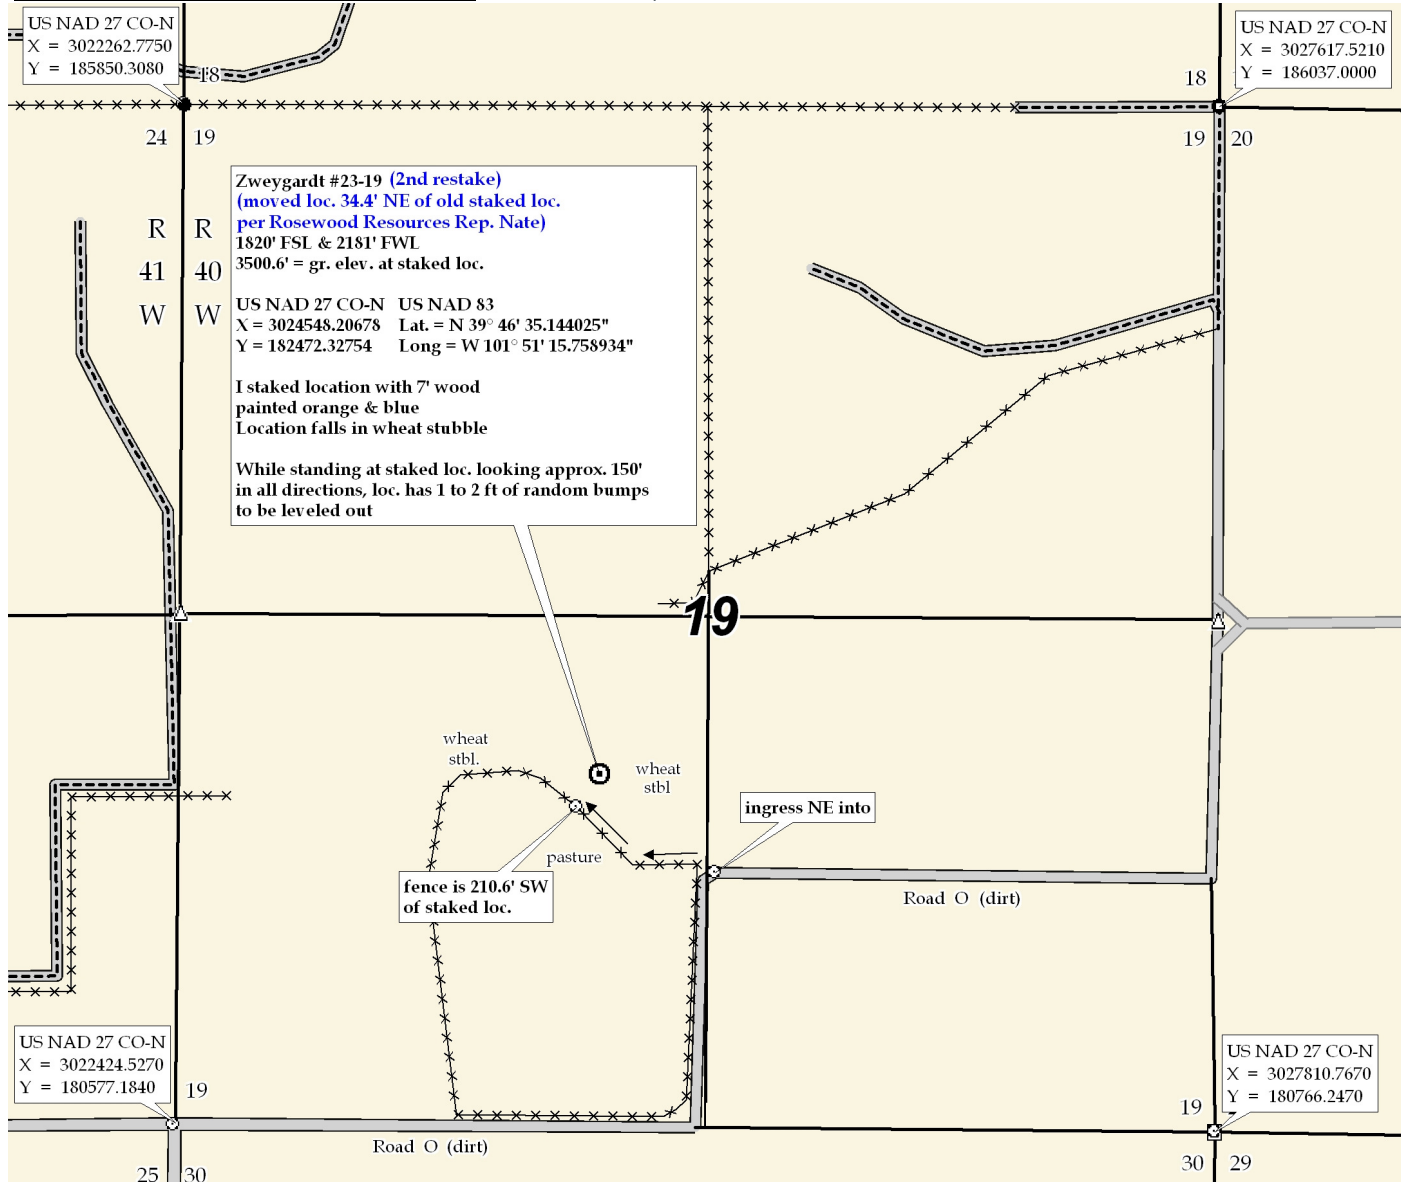 US NAD 27 CO-N
X = 3022262.7750
Y = 185850.3080
18
US NAD 27 CO-N
X = 3027617.5210
Y = 186037.0000
18
24 19
19 20
Zweygardt #23-19 (2nd restake)
(moved loc. 34.4' NE of old staked loc.
per Rosewood Resources Rep. Nate)
1820' FSL & 2181' FWL
3500.6' = gr. elev. at staked loc.
US NAD 27 CO-N US NAD 83
X = 3024548.20678 Lat. = N 39° 46' 35.144025"
Y = 182472.32754 Long = W 101° 51' 15.758934"
I staked location with 7' wood
painted orange & blue
Location falls in wheat stubble
While standing at staked loc. looking approx. 150'
in all directions, loc. has 1 to 2 ft of random bumps
to be leveled out
R R
41 40
W W
19
wheat
stbl.
wheat
stbl
ingress NE into
pasture
fence is 210.6' SW
of staked loc.
Road O (dirt)
US NAD 27 CO-N
X = 3022424.5270
Y = 180577.1840
19
US NAD 27 CO-N
X = 3027810.7670
Y = 180766.2470
19
Road O (dirt)
25 30
30 29